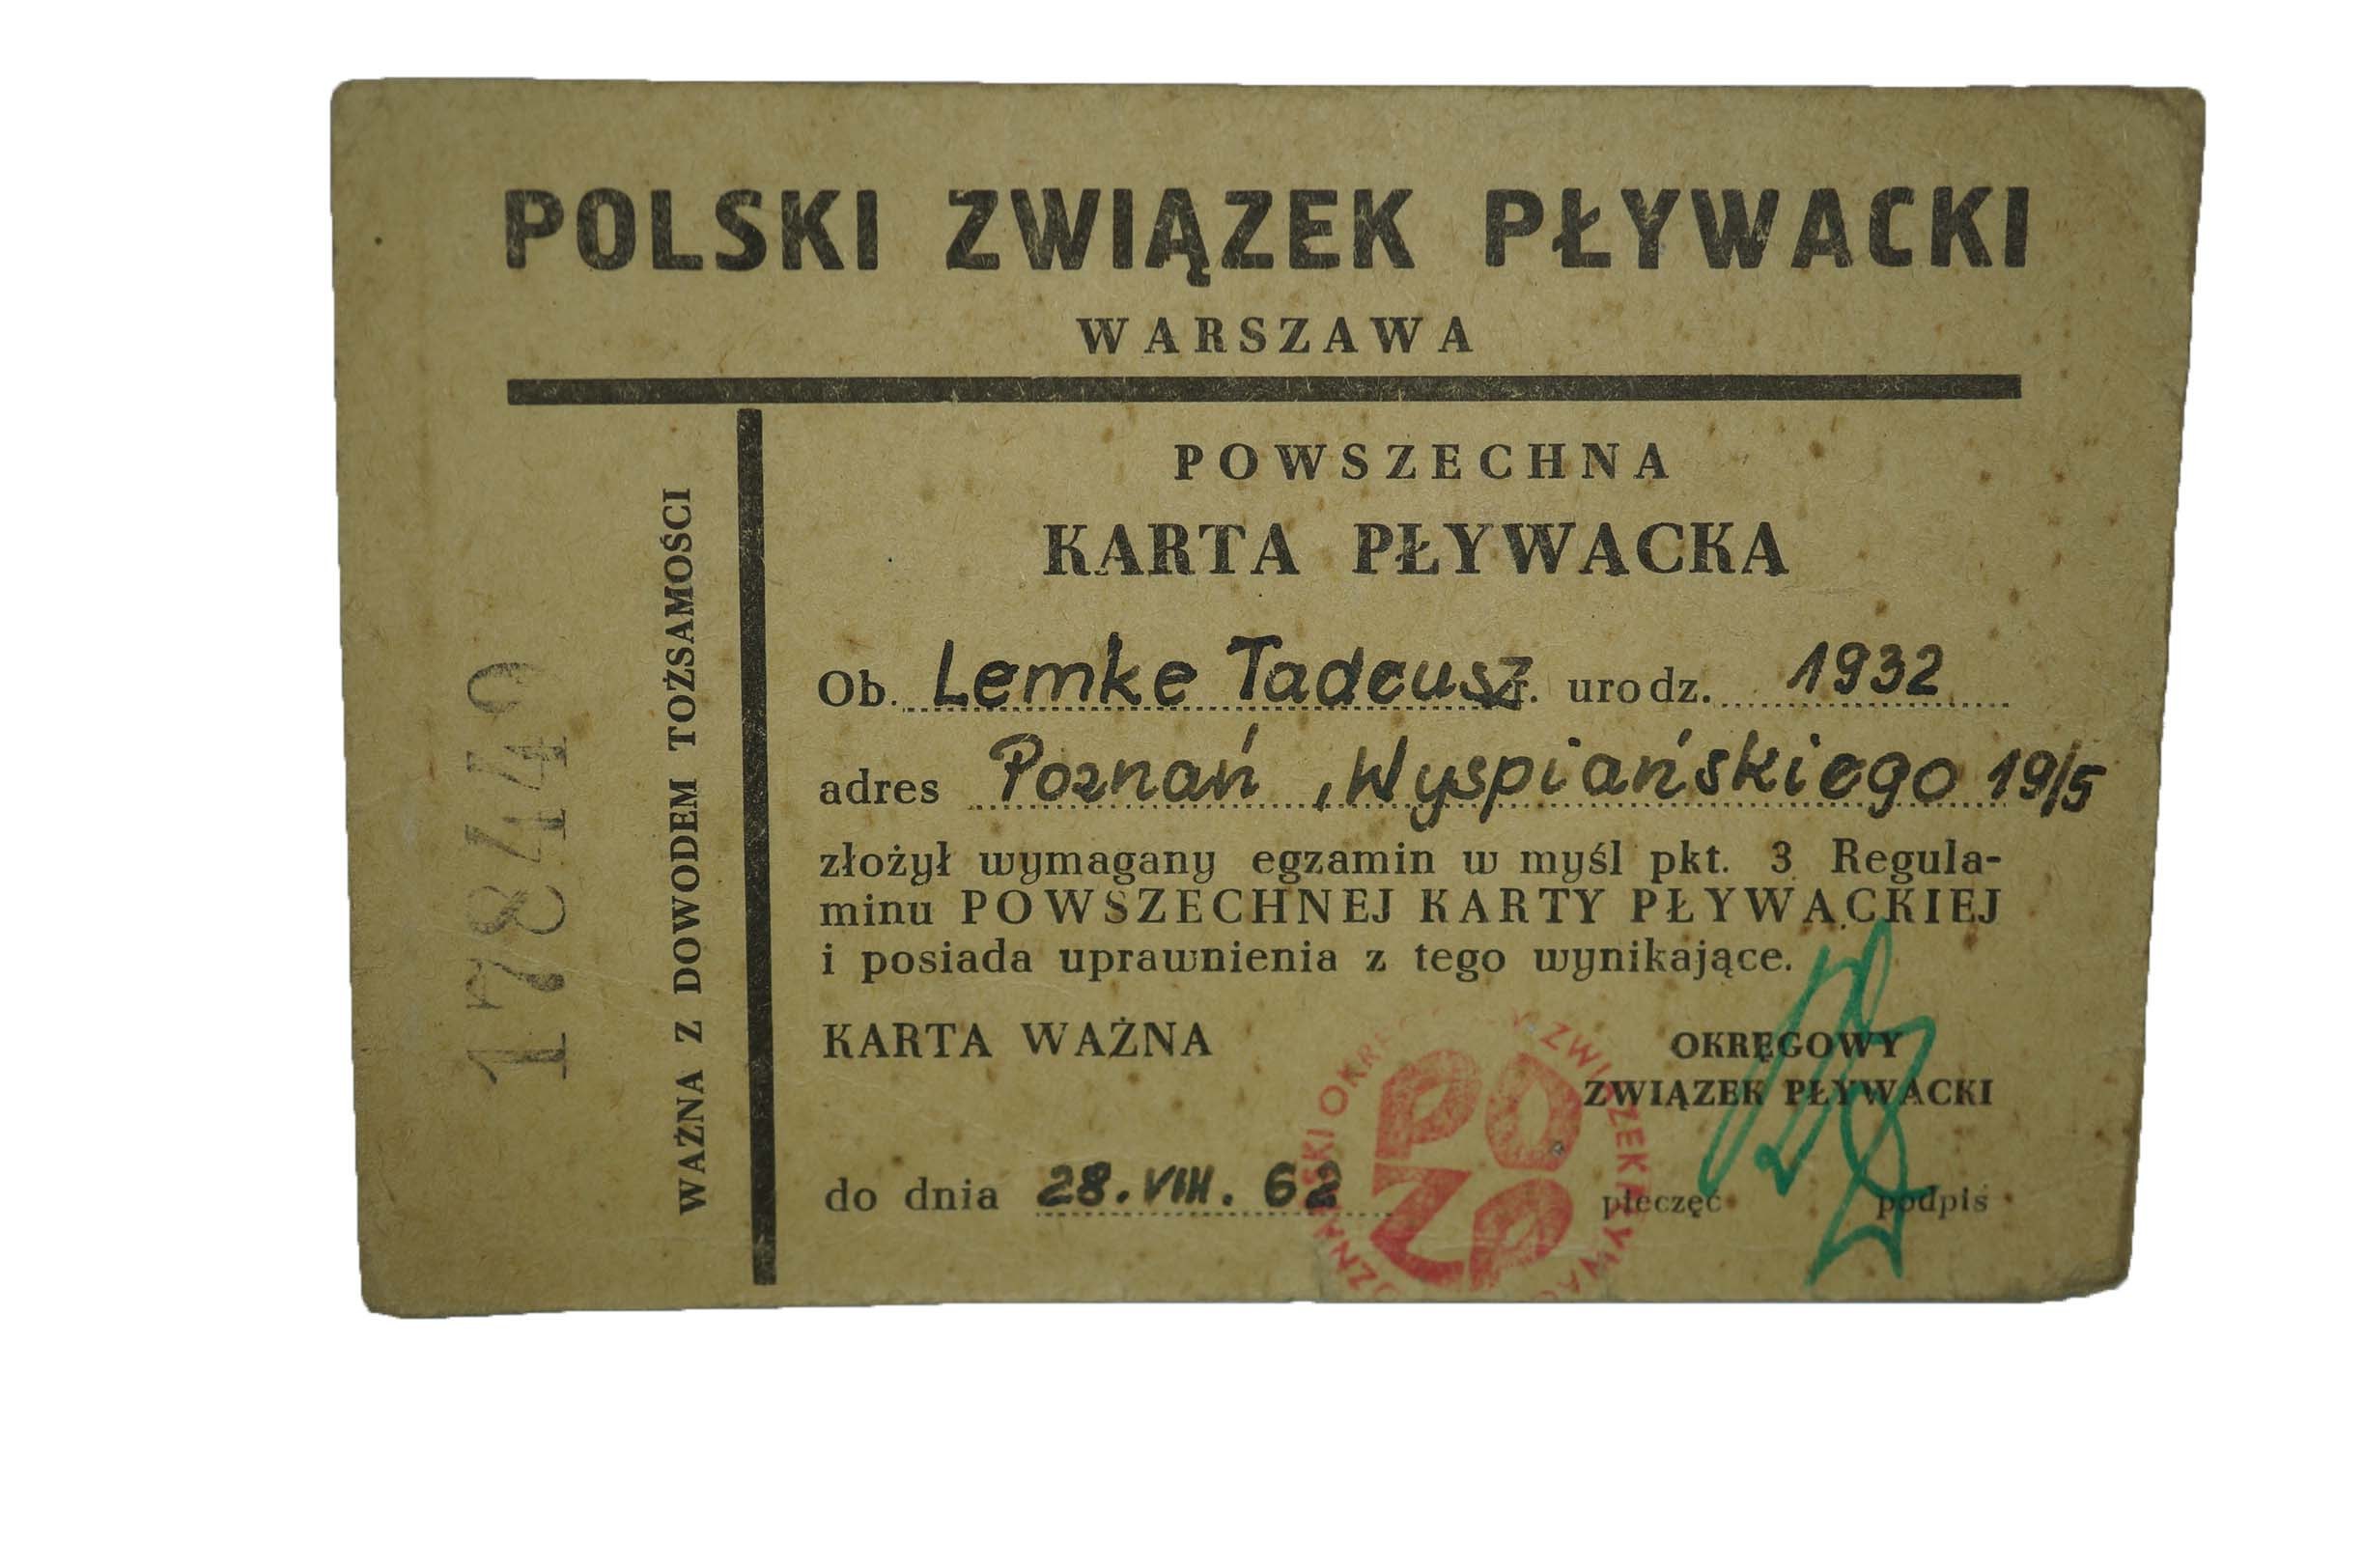 POLSKI ZWIĄZEK PŁYWACKI
WARSZAWA
178449
WAŻNA Z DOWODEM TOŻSAMOŚCI
POWSZECHNA
KARTA PŁYWACKA
Ob. Lemke Tadeusz r. urodz. 1932
adres Poznań, Wyspiańskiego 19/5
złożył wymagany egzamin w myśl pkt. 3 Regula-
minu POWSZECHNEJ KARTY PŁYWACKIEJ
i posiada uprawnienia z tego wynikające.
KARTA WAŻNA
OKRĘGOWY
ZWIĄZEK PŁYWACKI
do dnia 28.VIII.62
pieczęć podpis
POZP